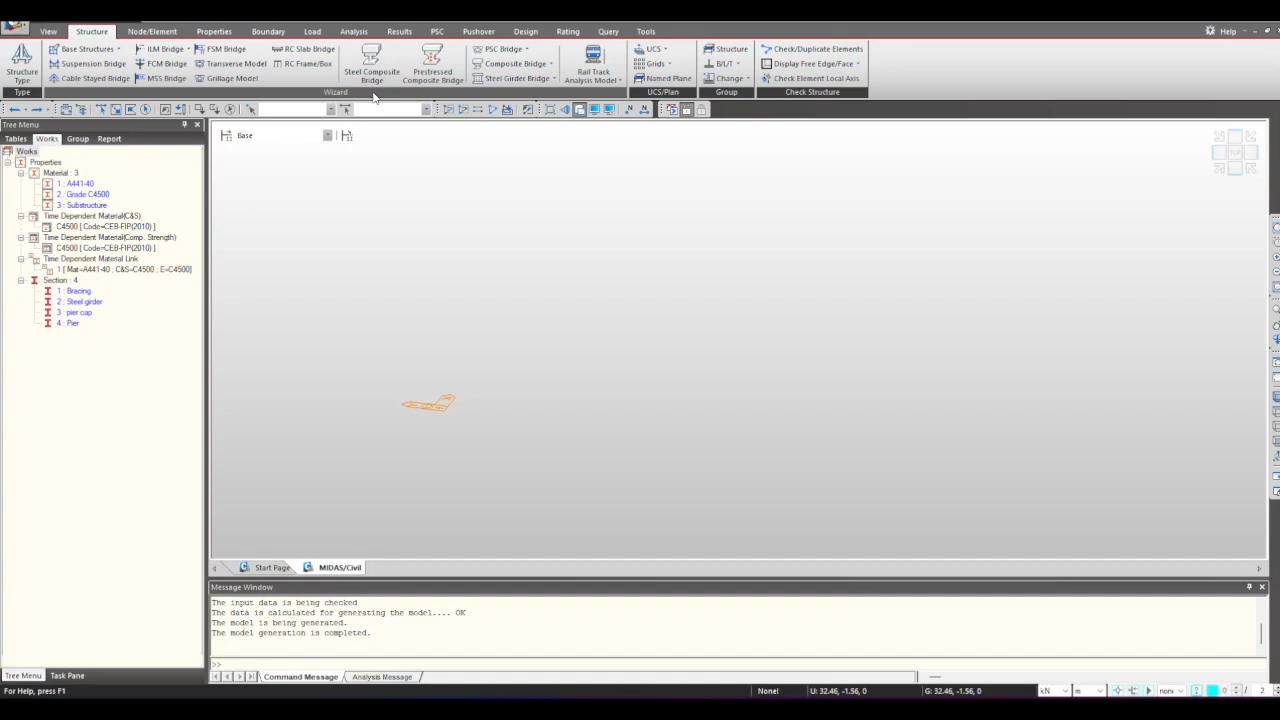 View Structure Node/Element Properties Boundary Load Analysis Results PSC Pushover Design Rating Query Tools Help
Base Structures ILM Bridge FSM Bridge RC Slab Bridge PSC Bridge UCS Structure Check/Duplicate Elements
Suspension Bridge FCM Bridge Transverse Model RC Frame/Box Composite Bridge Grids B/L/T Display Free Edge/Face
Structure Type Steel Composite Bridge Prestressed Composite Bridge Rail Track Analysis Model
Cable Stayed Bridge MSS Bridge Grillage Model Steel Girder Bridge Named Plane Change Check Element Local Axis
Type Wizard UCS/Plan Group Check Structure
Tree Menu
Tables Works Group Report
Base
TOP
Works
Properties
Material : 3
1 : A441-40
2 : Grade C4500
3 : Substructure
Time Dependent Material(C&S)
C4500 [ Code=CEB-FIP(2010) ]
Time Dependent Material(Comp. Strength)
C4500 [ Code=CEB-FIP(2010) ]
Time Dependent Material Link
1 [ Mat=A441-40 ; C&S=C4500 ; E=C4500]
Section : 4
1 : Bracing
2 : Steel girder
3 : pier cap
4 : Pier
Start Page MIDAS/Civil
Message Window
The input data is being checked
The data is calculated for generating the model.... OK
The model is being generated.
The model generation is completed.
>>
Tree Menu Task Pane Command Message Analysis Message
For Help, press F1 None! U: 32.46, -1.56, 0 G: 32.46, -1.56, 0 kN m none 0 / 2